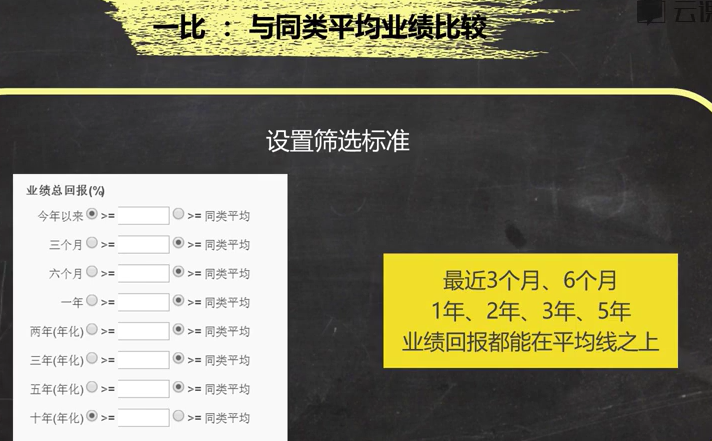 一比 ： 与同类平均业绩比较
云课
设置筛选标准
业绩总回报(%)
今年以来 >= >= 同类平均
三个月 >= >= 同类平均
六个月 >= >= 同类平均
一年 >= >= 同类平均
两年(年化) >= >= 同类平均
三年(年化) >= >= 同类平均
五年(年化) >= >= 同类平均
十年(年化) >= >= 同类平均
最近3个月、6个月
1年、2年、3年、5年
业绩回报都能在平均线之上